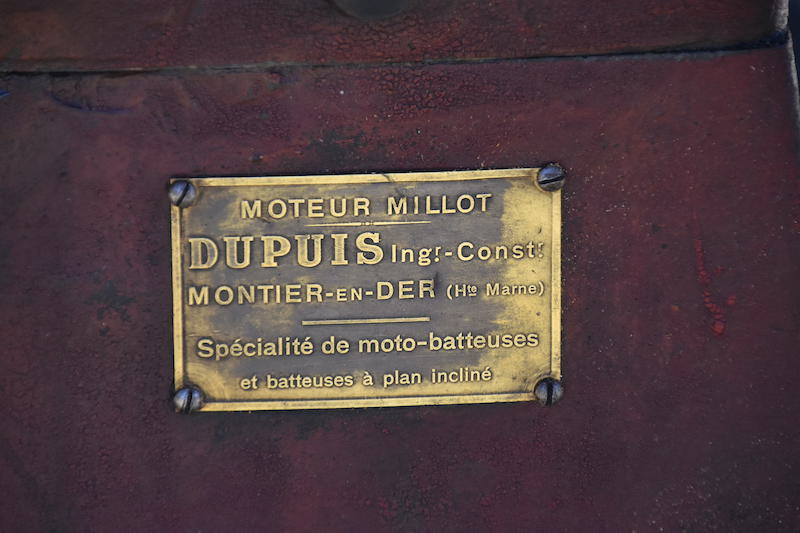 MOTEUR MILLOT
DUPUIS Ingr.-Constr.
MONTIER-EN-DER (Hte Marne)
Spécialité de moto-batteuses
et batteuses à plan incliné